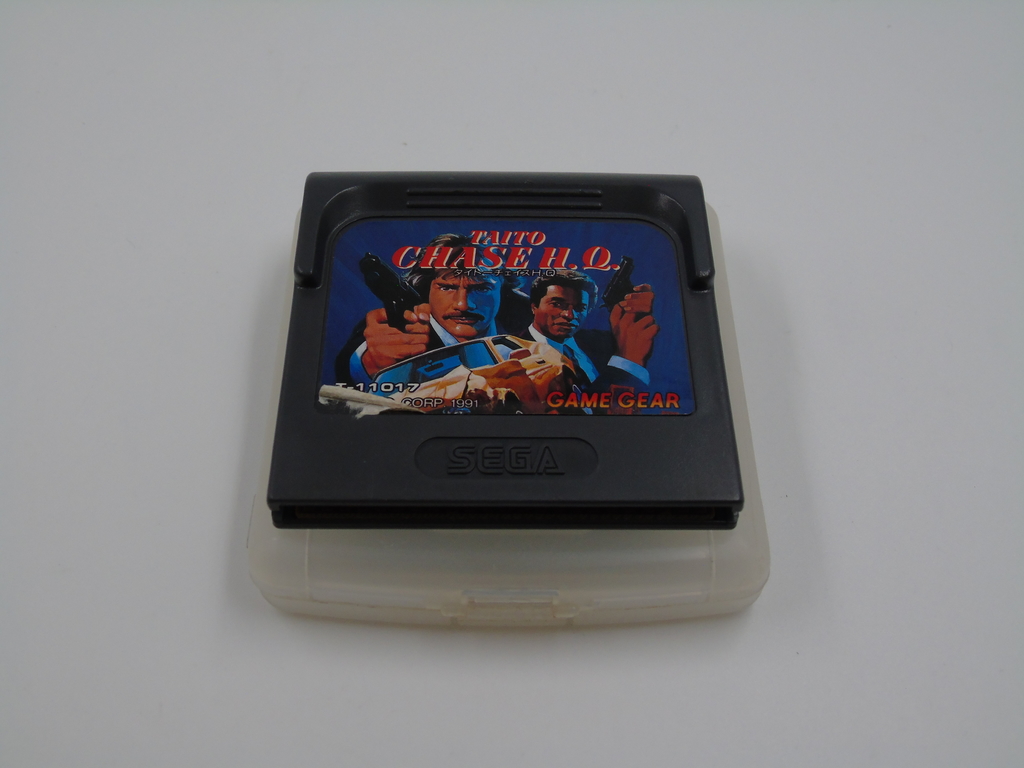 TAITO
CHASE H.Q.
タイトーチェイスH.Q.
T-11017
CORP. 1991
GAME GEAR
SEGA